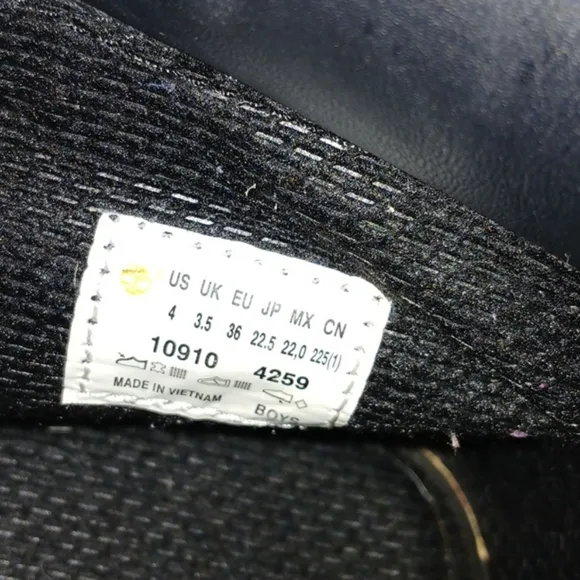 US UK EU JP MX CN
4 3.5 36 22.5 22,0 225(1)
10910 4259
MADE IN VIETNAM
BOYS